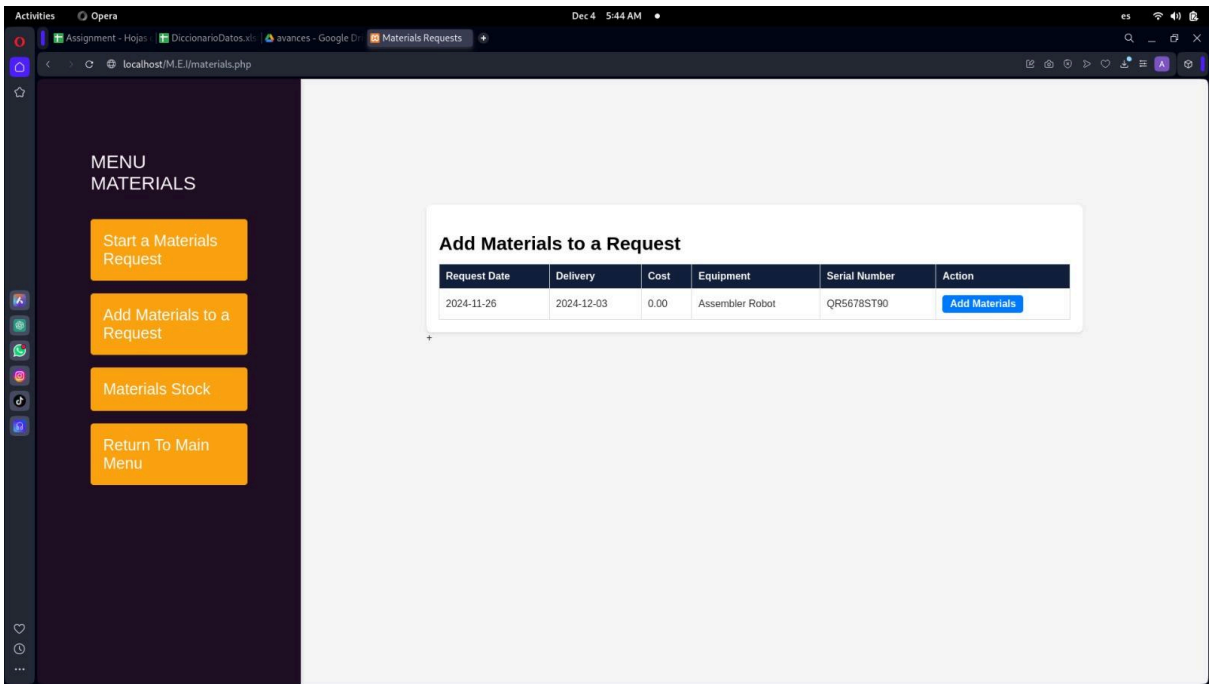 Activities Opera Dec 4 5:44 AM es
Assignment - Hojas DiccionarioDatos.xls avances - Google Dr Materials Requests
localhost/M.E.I/materials.php A
MENU
MATERIALS
Start a Materials
Request
Add Materials to a
Request
Materials Stock
Return To Main
Menu
Add Materials to a Request
Request Date Delivery Cost Equipment Serial Number Action
2024-11-26 2024-12-03 0.00 Assembler Robot QR5678ST90 Add Materials
+